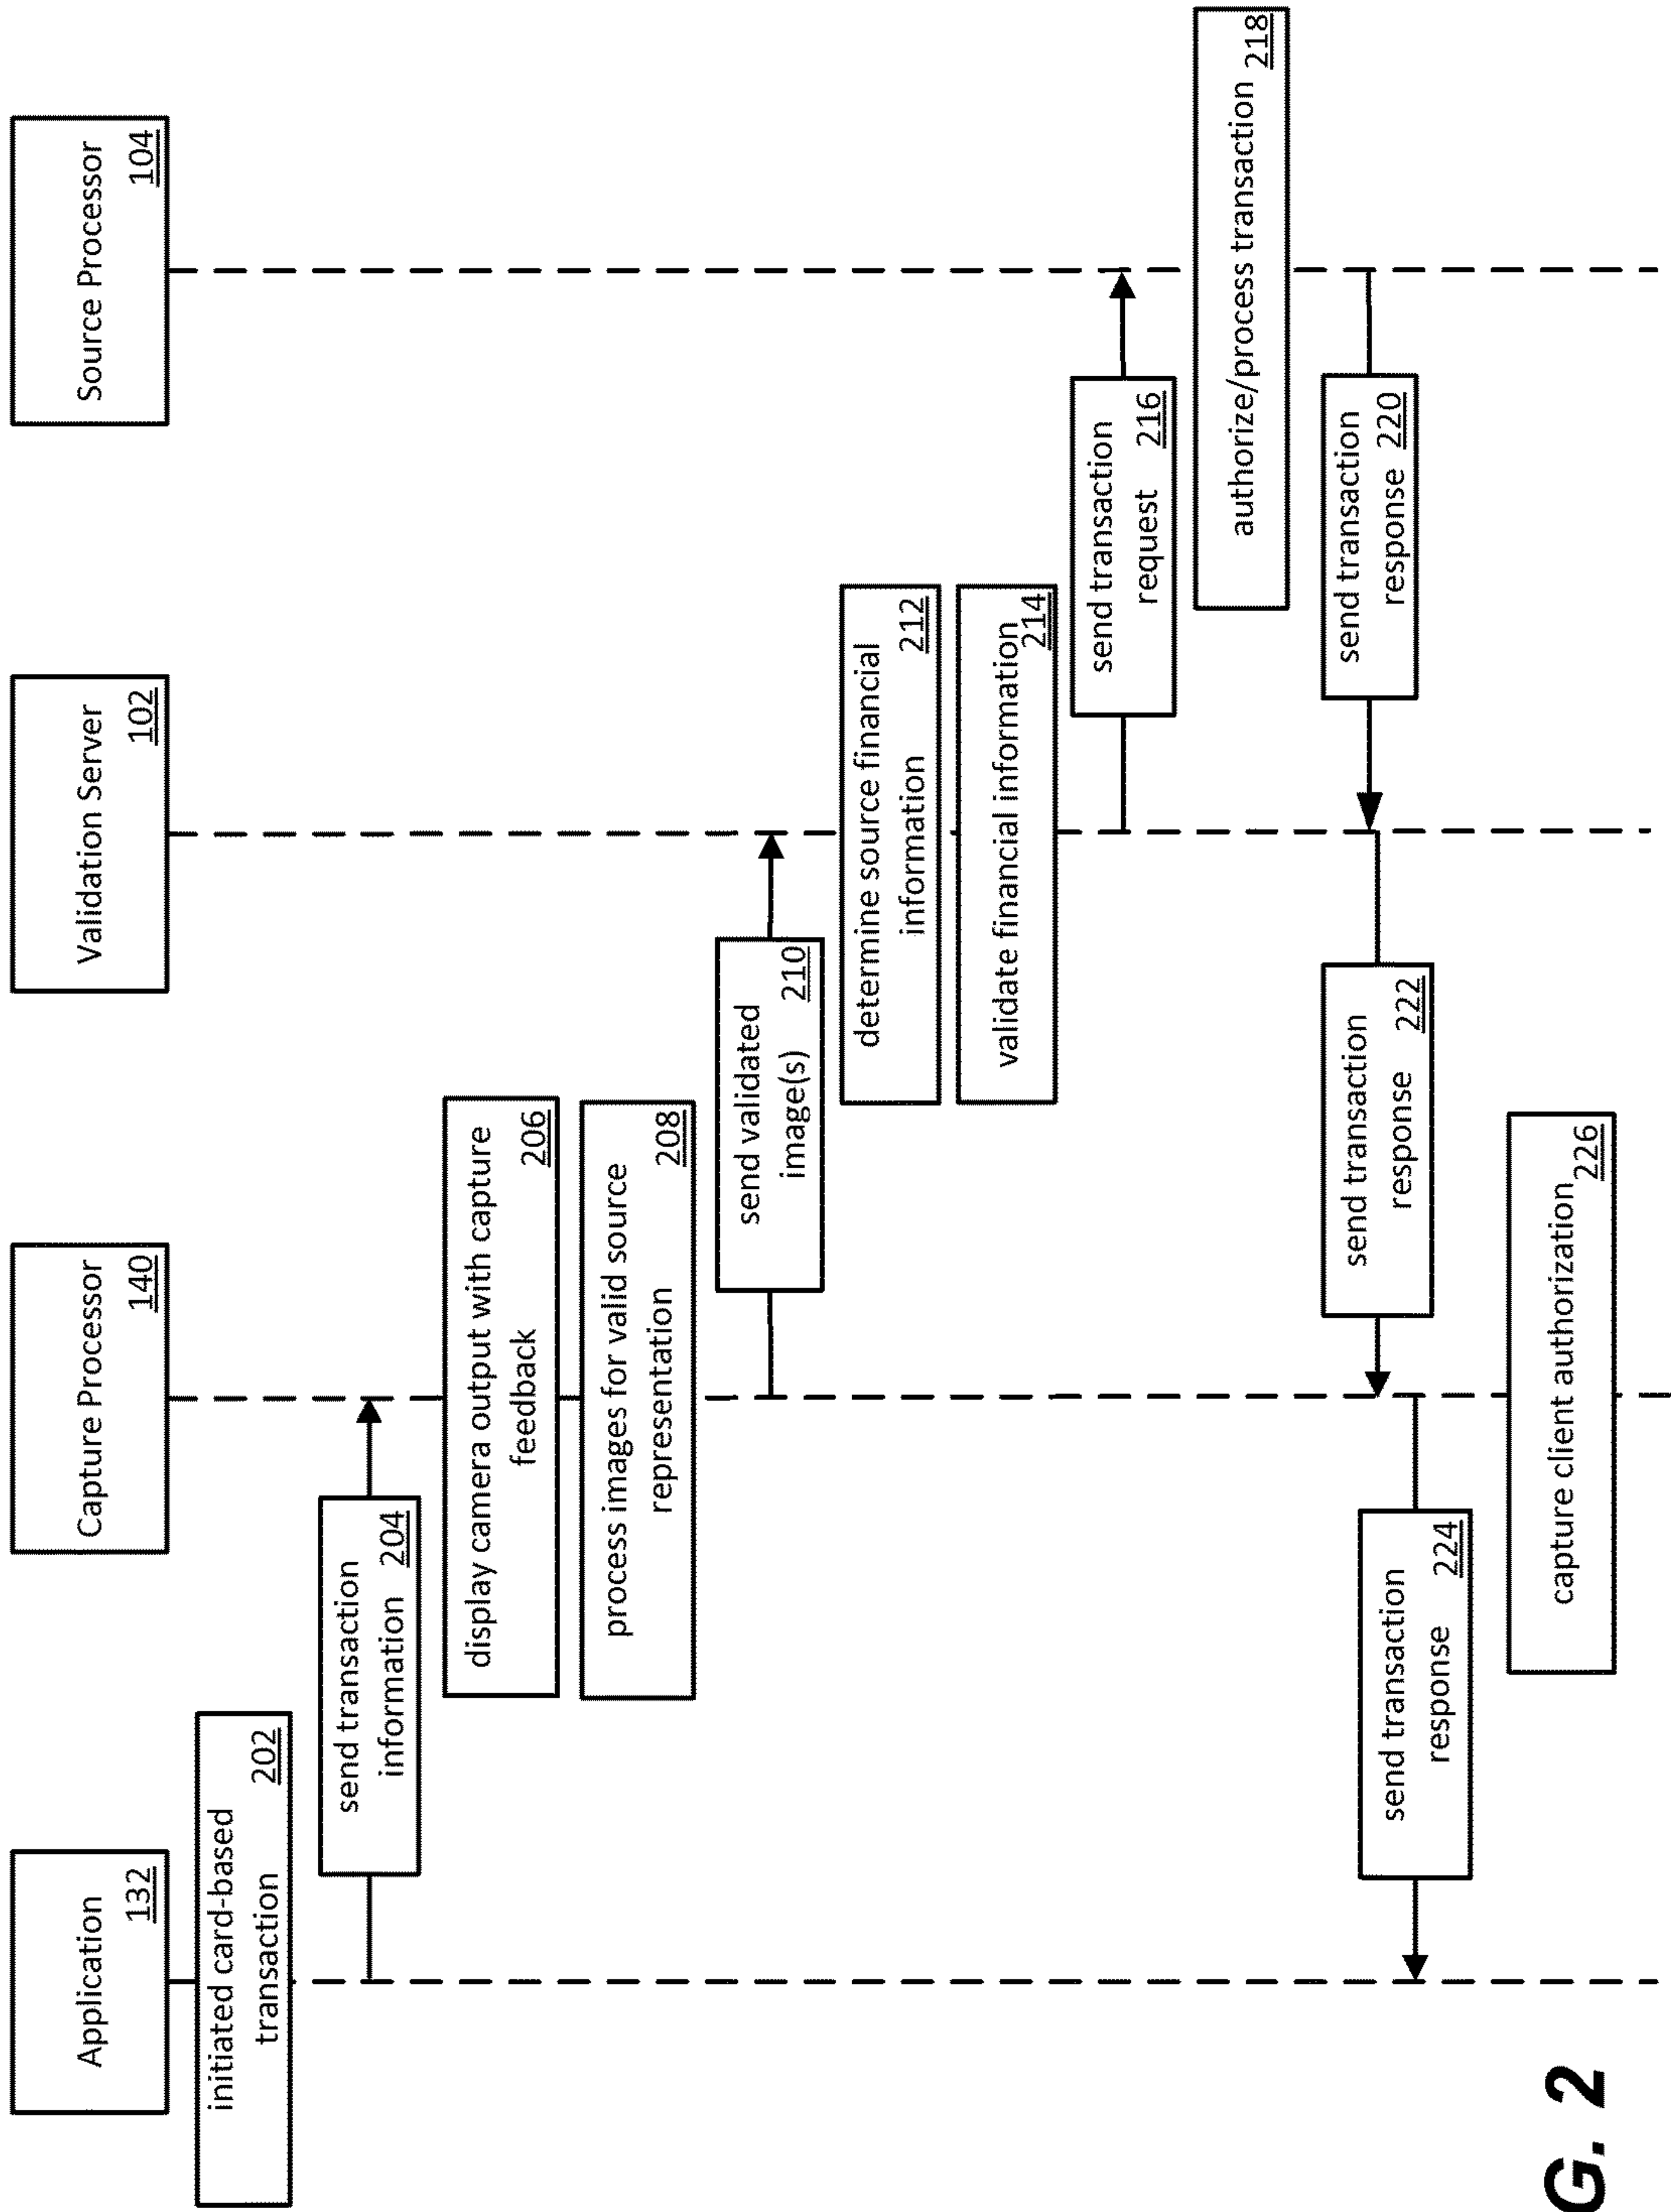 Application
132
Capture Processor
140
Validation Server
102
Source Processor
104
initiated card-based
transaction 202
send transaction
information 204
display camera output with capture
feedback 206
process images for valid source
representation 208
send validated
image(s) 210
determine source financial
information 212
validate financial information
214
send transaction
request 216
authorize/process transaction 218
send transaction
response 220
send transaction
response 222
send transaction
response 224
capture client authorization
226
G. 2